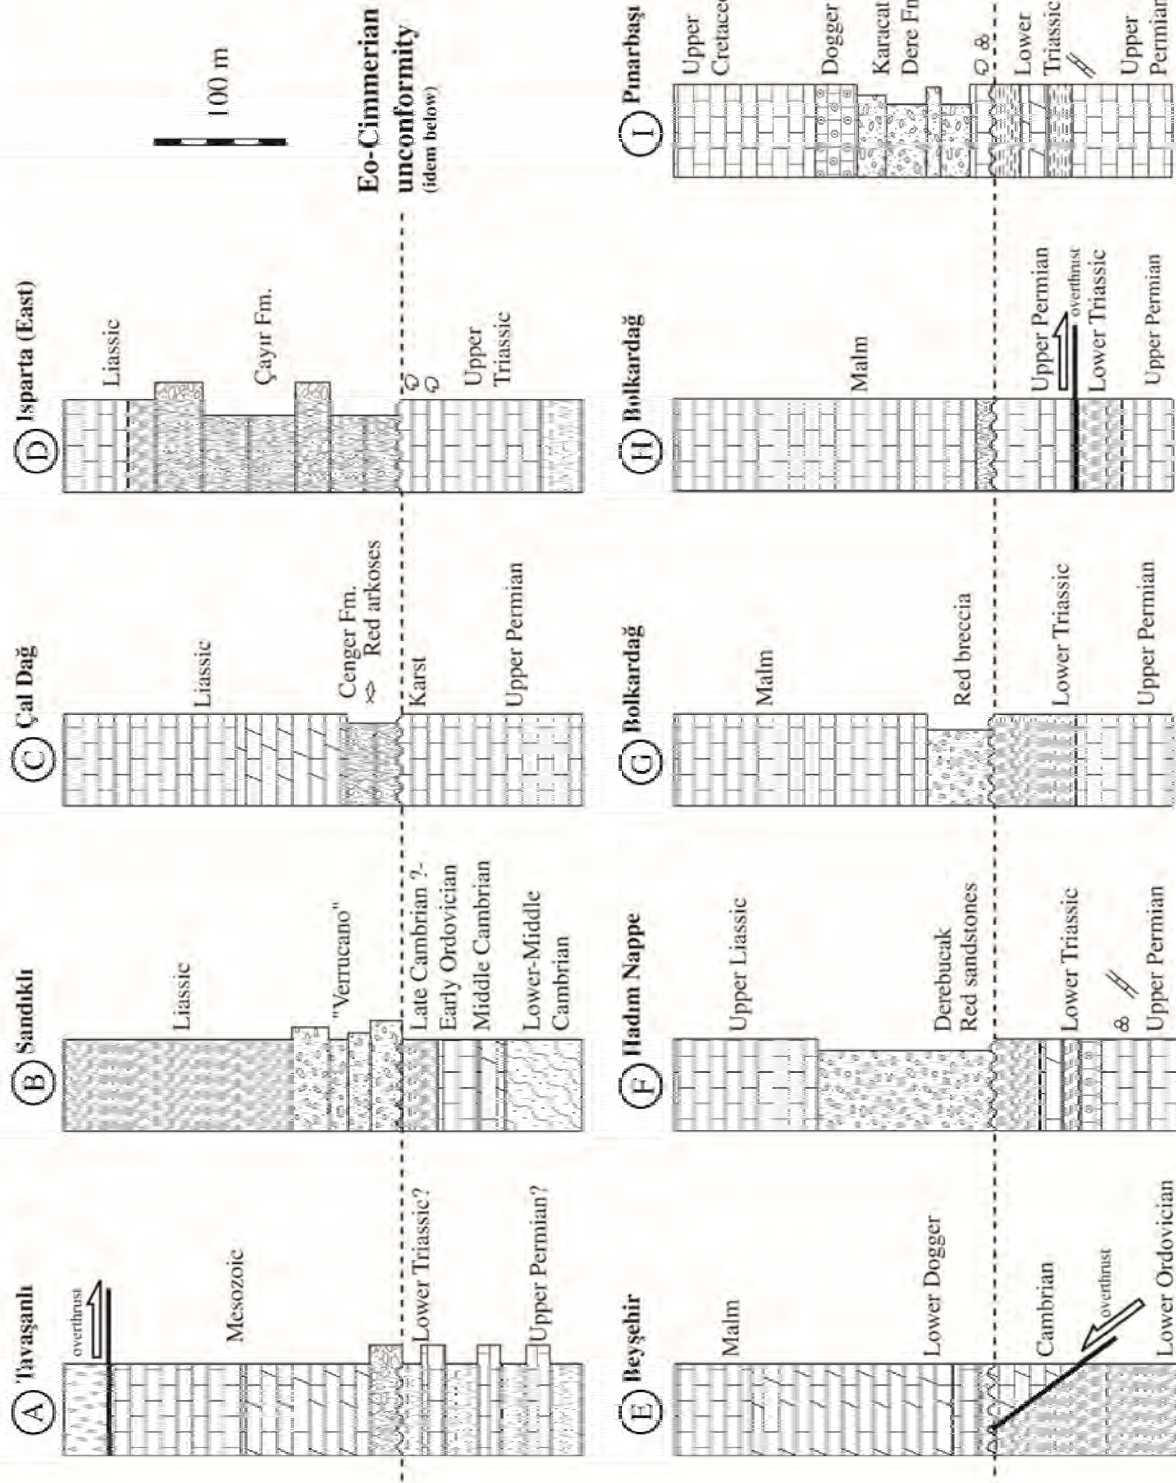 A Tavaşanlı
overthrust
Mesozoic
Lower Triassic?
Upper Permian?
B Sandıklı
Liassic
"Verrucano"
Late Cambrian ?-
Early Ordovician
Middle Cambrian
Lower-Middle
Cambrian
C Çal Dağ
Liassic
Cenger Fm.
Red arkoses
Karst
Upper Permian
D Isparta (East)
Liassic
Çayır Fm.
Upper
Triassic
100 m
Eo-Cimmerian
unconformity
(idem below)
E Beyşehir
Malm
Lower Dogger
Cambrian
overthrust
Lower Ordovician
F Hadım Nappe
Upper Liassic
Derebucak
Red sandstones
Lower Triassic
Upper Permian
G Bolkardağ
Malm
Red breccia
Lower Triassic
Upper Permian
H Bolkardağ
Malm
Upper Permian
overthrust
Lower Triassic
Upper Permian
I Pınarbaşı
Upper
Cretaceo
Dogger
Karacat
Dere Fm
Lower
Triassic
Upper
Permian